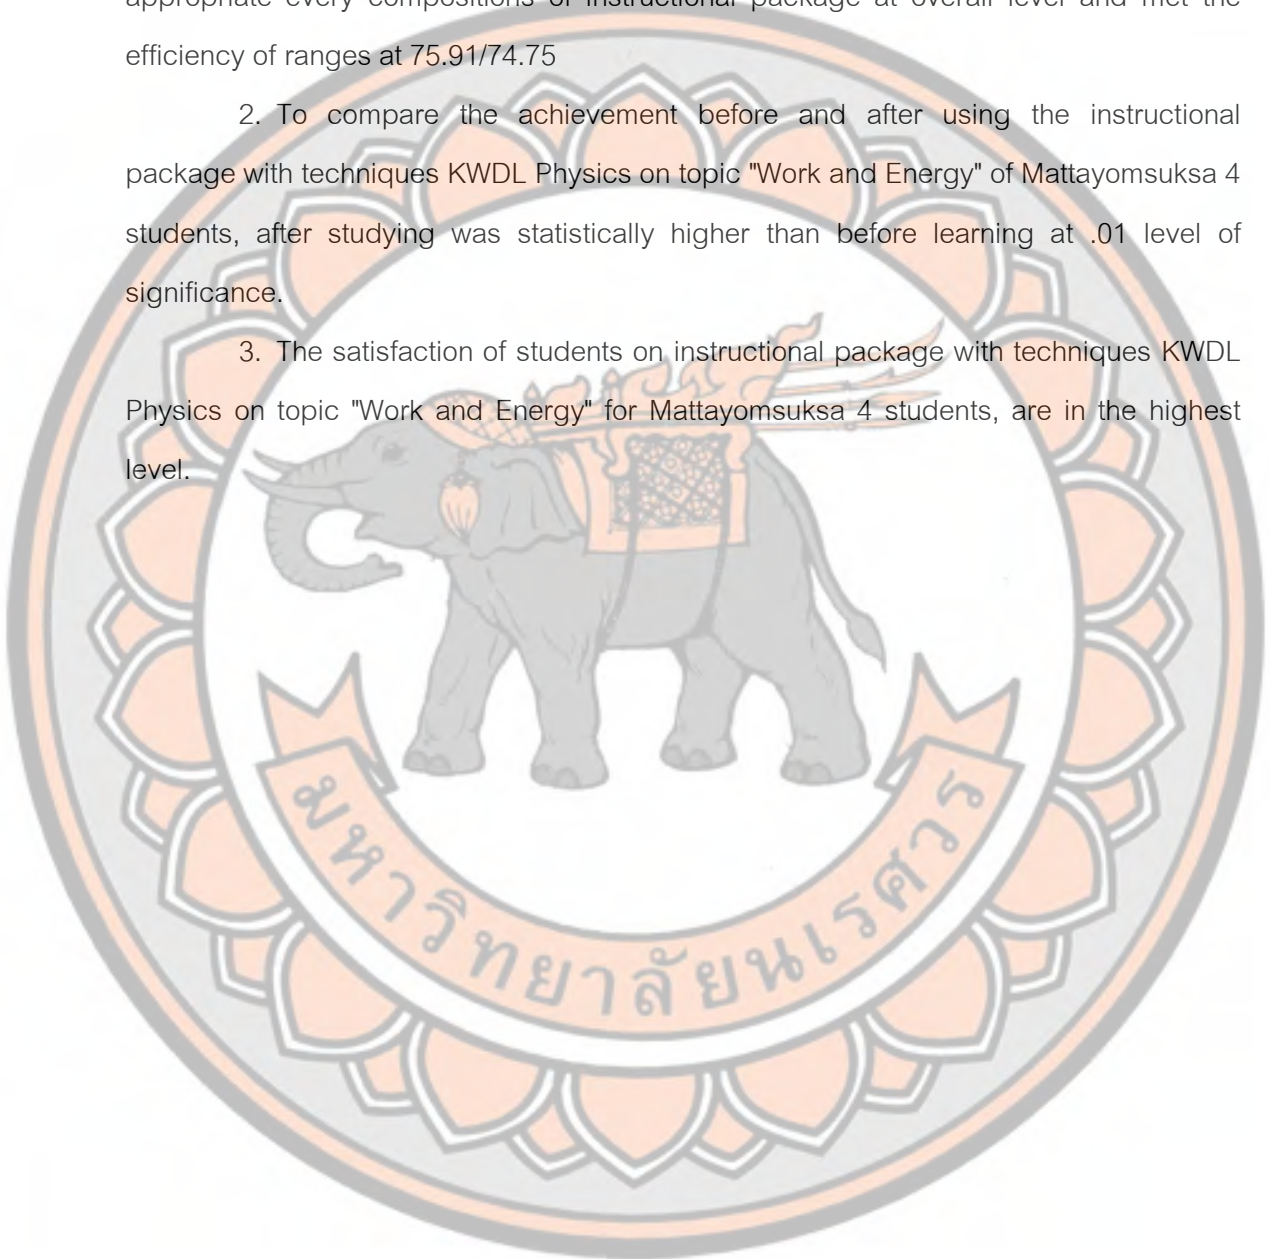 appropriate every compositions of instructional package at overall level and met the
efficiency of ranges at 75.91/74.75
2. To compare the achievement before and after using the instructional
package with techniques KWDL Physics on topic "Work and Energy" of Mattayomsuksa 4
students, after studying was statistically higher than before learning at .01 level of
significance.
3. The satisfaction of students on instructional package with techniques KWDL
Physics on topic "Work and Energy" for Mattayomsuksa 4 students, are in the highest
level.
มหาวิทยาลัยนเรศวร